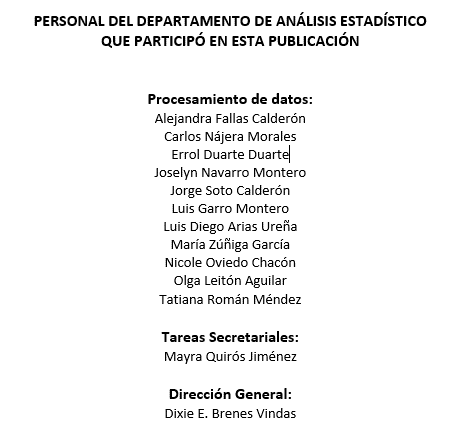 PERSONAL DEL DEPARTAMENTO DE ANÁLISIS ESTADÍSTICO
QUE PARTICIPÓ EN ESTA PUBLICACIÓN
Procesamiento de datos:
Alejandra Fallas Calderón
Carlos Nájera Morales
Errol Duarte Duarte
Joselyn Navarro Montero
Jorge Soto Calderón
Luis Garro Montero
Luis Diego Arias Ureña
María Zúñiga García
Nicole Oviedo Chacón
Olga Leitón Aguilar
Tatiana Román Méndez
Tareas Secretariales:
Mayra Quirós Jiménez
Dirección General:
Dixie E. Brenes Vindas